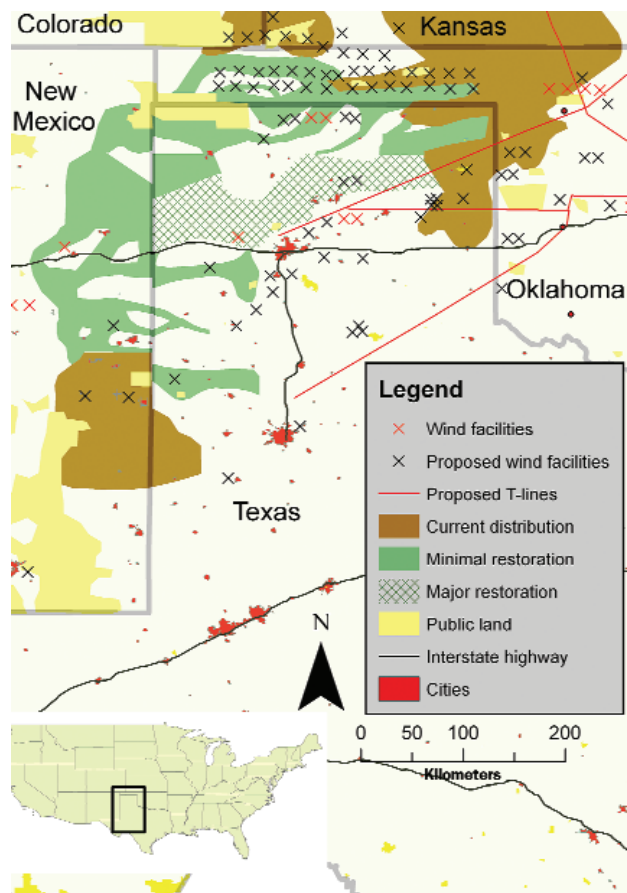 Colorado
Kansas
New
Mexico
Oklahoma
Legend
Wind facilities
Proposed wind facilities
Proposed T-lines
Current distribution
Minimal restoration
Major restoration
Public land
Interstate highway
Cities
Texas
N
0 50 100 200
Kilometers